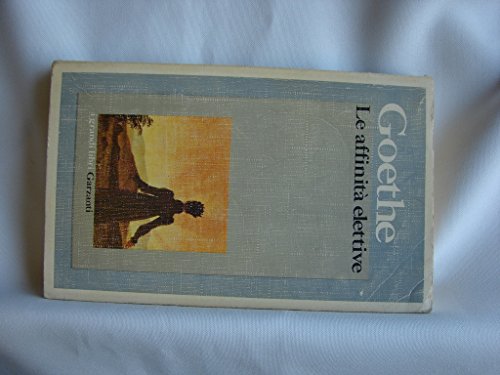 Goethe
Le affinità elettive
i grandi libri Garzanti